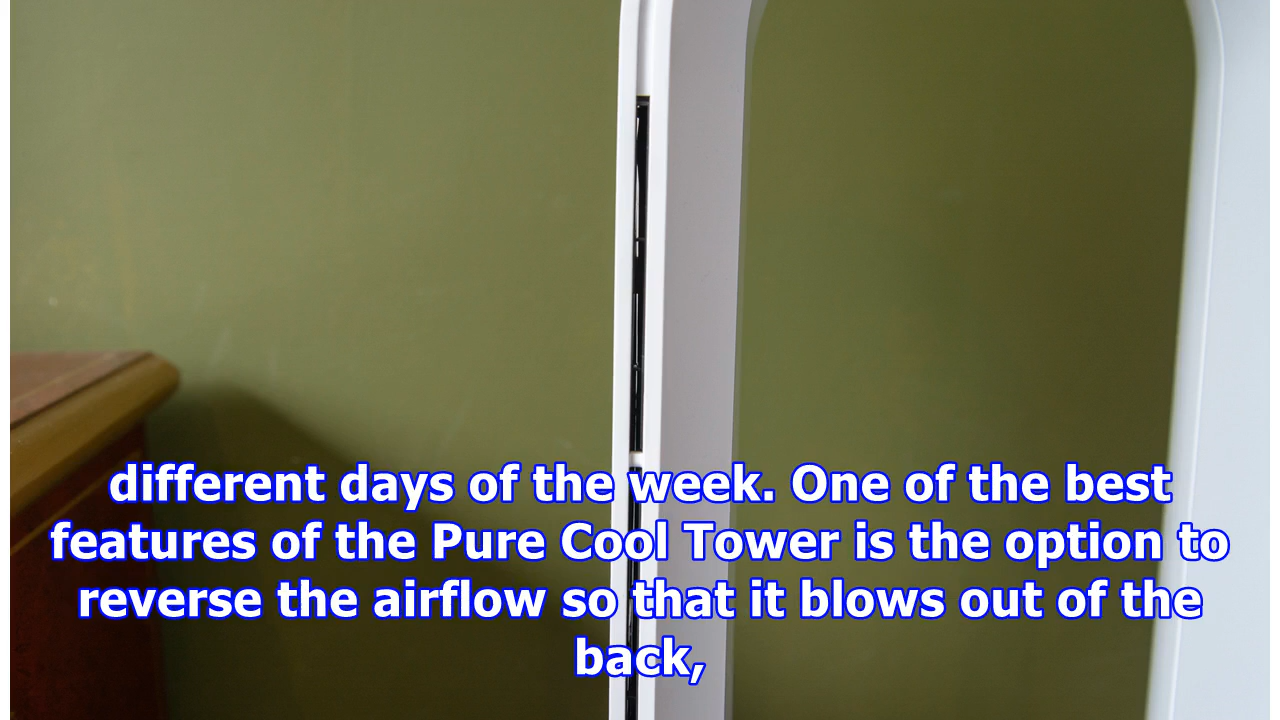 different days of the week. One of the best
features of the Pure Cool Tower is the option to
reverse the airflow so that it blows out of the
back,